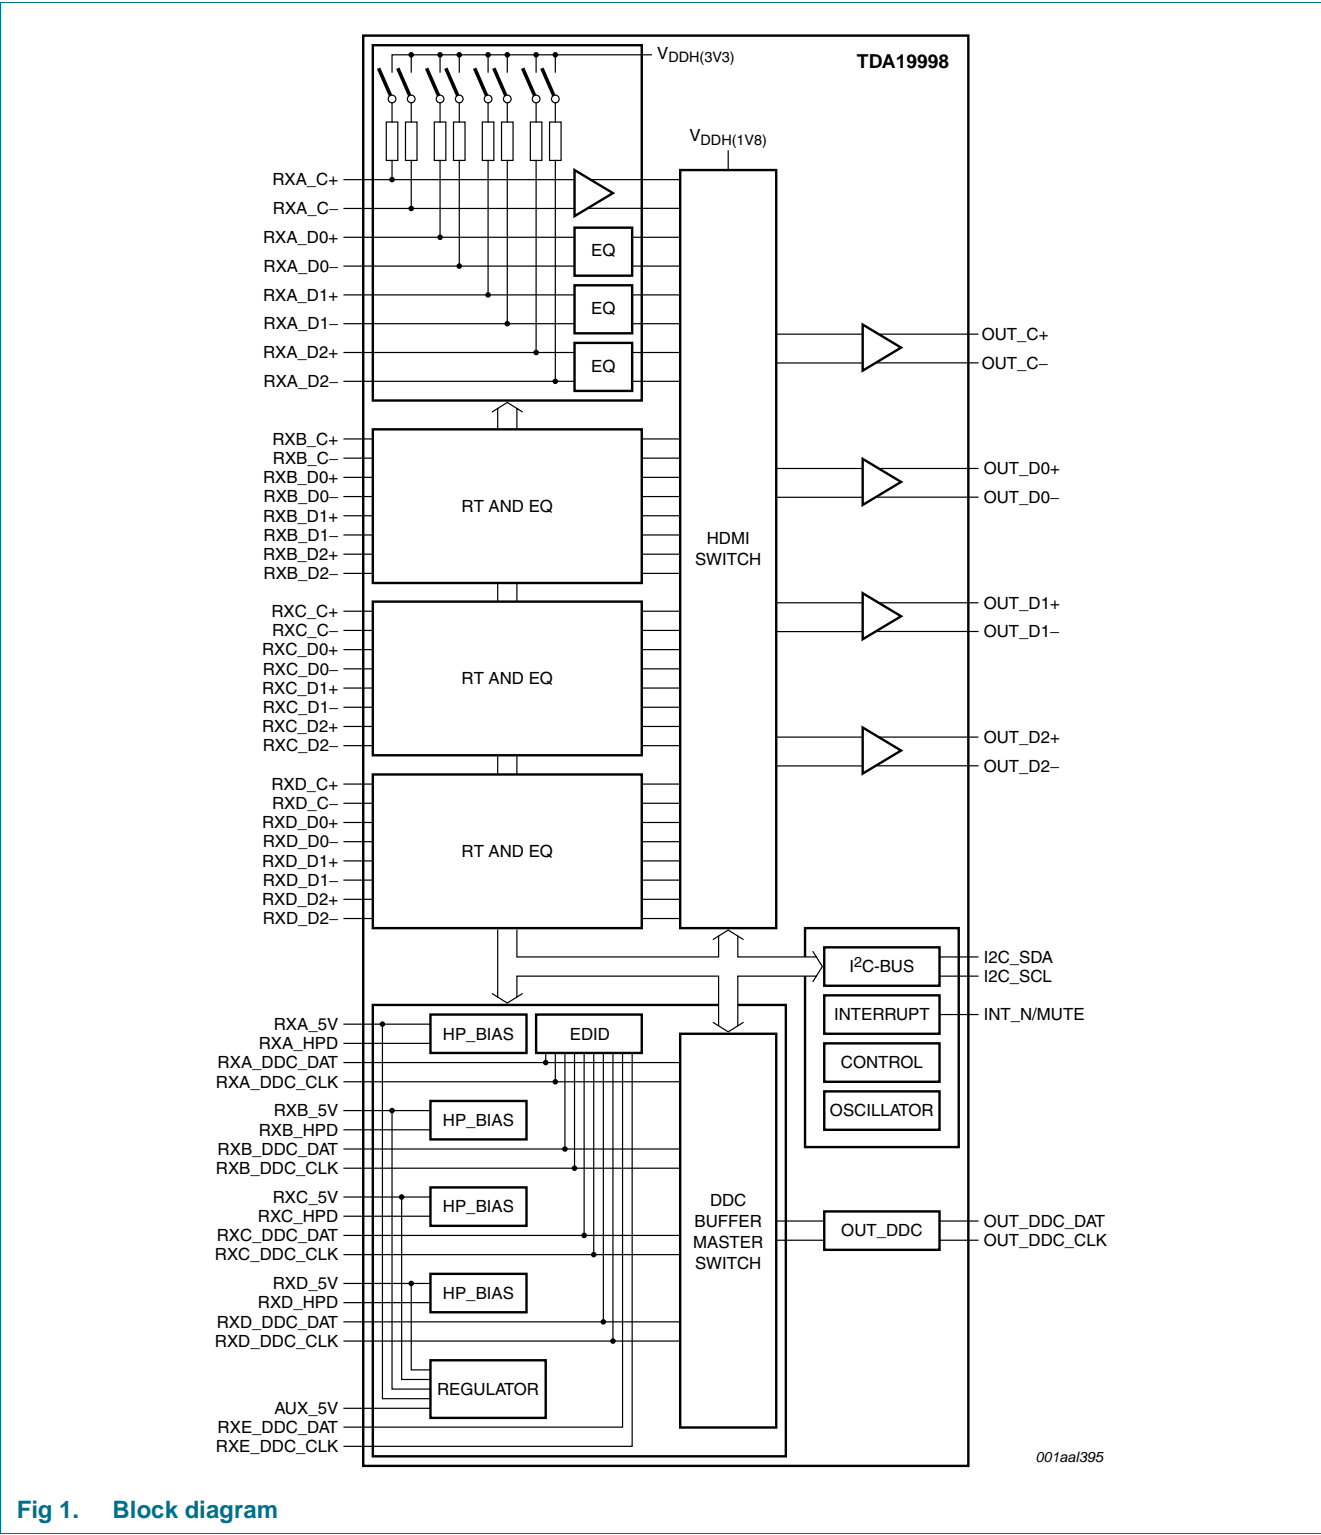 TDA19998
VDDH(3V3)
VDDH(1V8)
RXA_C+
RXA_C−
RXA_D0+
RXA_D0−
RXA_D1+
RXA_D1−
RXA_D2+
RXA_D2−
EQ
EQ
EQ
RXB_C+
RXB_C−
RXB_D0+
RXB_D0−
RXB_D1+
RXB_D1−
RXB_D2+
RXB_D2−
RT AND EQ
RXC_C+
RXC_C−
RXC_D0+
RXC_D0−
RXC_D1+
RXC_D1−
RXC_D2+
RXC_D2−
RT AND EQ
RXD_C+
RXD_C−
RXD_D0+
RXD_D0−
RXD_D1+
RXD_D1−
RXD_D2+
RXD_D2−
RT AND EQ
HDMI
SWITCH
OUT_C+
OUT_C−
OUT_D0+
OUT_D0−
OUT_D1+
OUT_D1−
OUT_D2+
OUT_D2−
I²C-BUS
I2C_SDA
I2C_SCL
INTERRUPT
INT_N/MUTE
CONTROL
OSCILLATOR
RXA_5V
RXA_HPD
RXA_DDC_DAT
RXA_DDC_CLK
HP_BIAS
EDID
RXB_5V
RXB_HPD
RXB_DDC_DAT
RXB_DDC_CLK
HP_BIAS
RXC_5V
RXC_HPD
RXC_DDC_DAT
RXC_DDC_CLK
HP_BIAS
RXD_5V
RXD_HPD
RXD_DDC_DAT
RXD_DDC_CLK
HP_BIAS
REGULATOR
AUX_5V
RXE_DDC_DAT
RXE_DDC_CLK
DDC
BUFFER
MASTER
SWITCH
OUT_DDC
OUT_DDC_DAT
OUT_DDC_CLK
001aal395
Fig 1. Block diagram